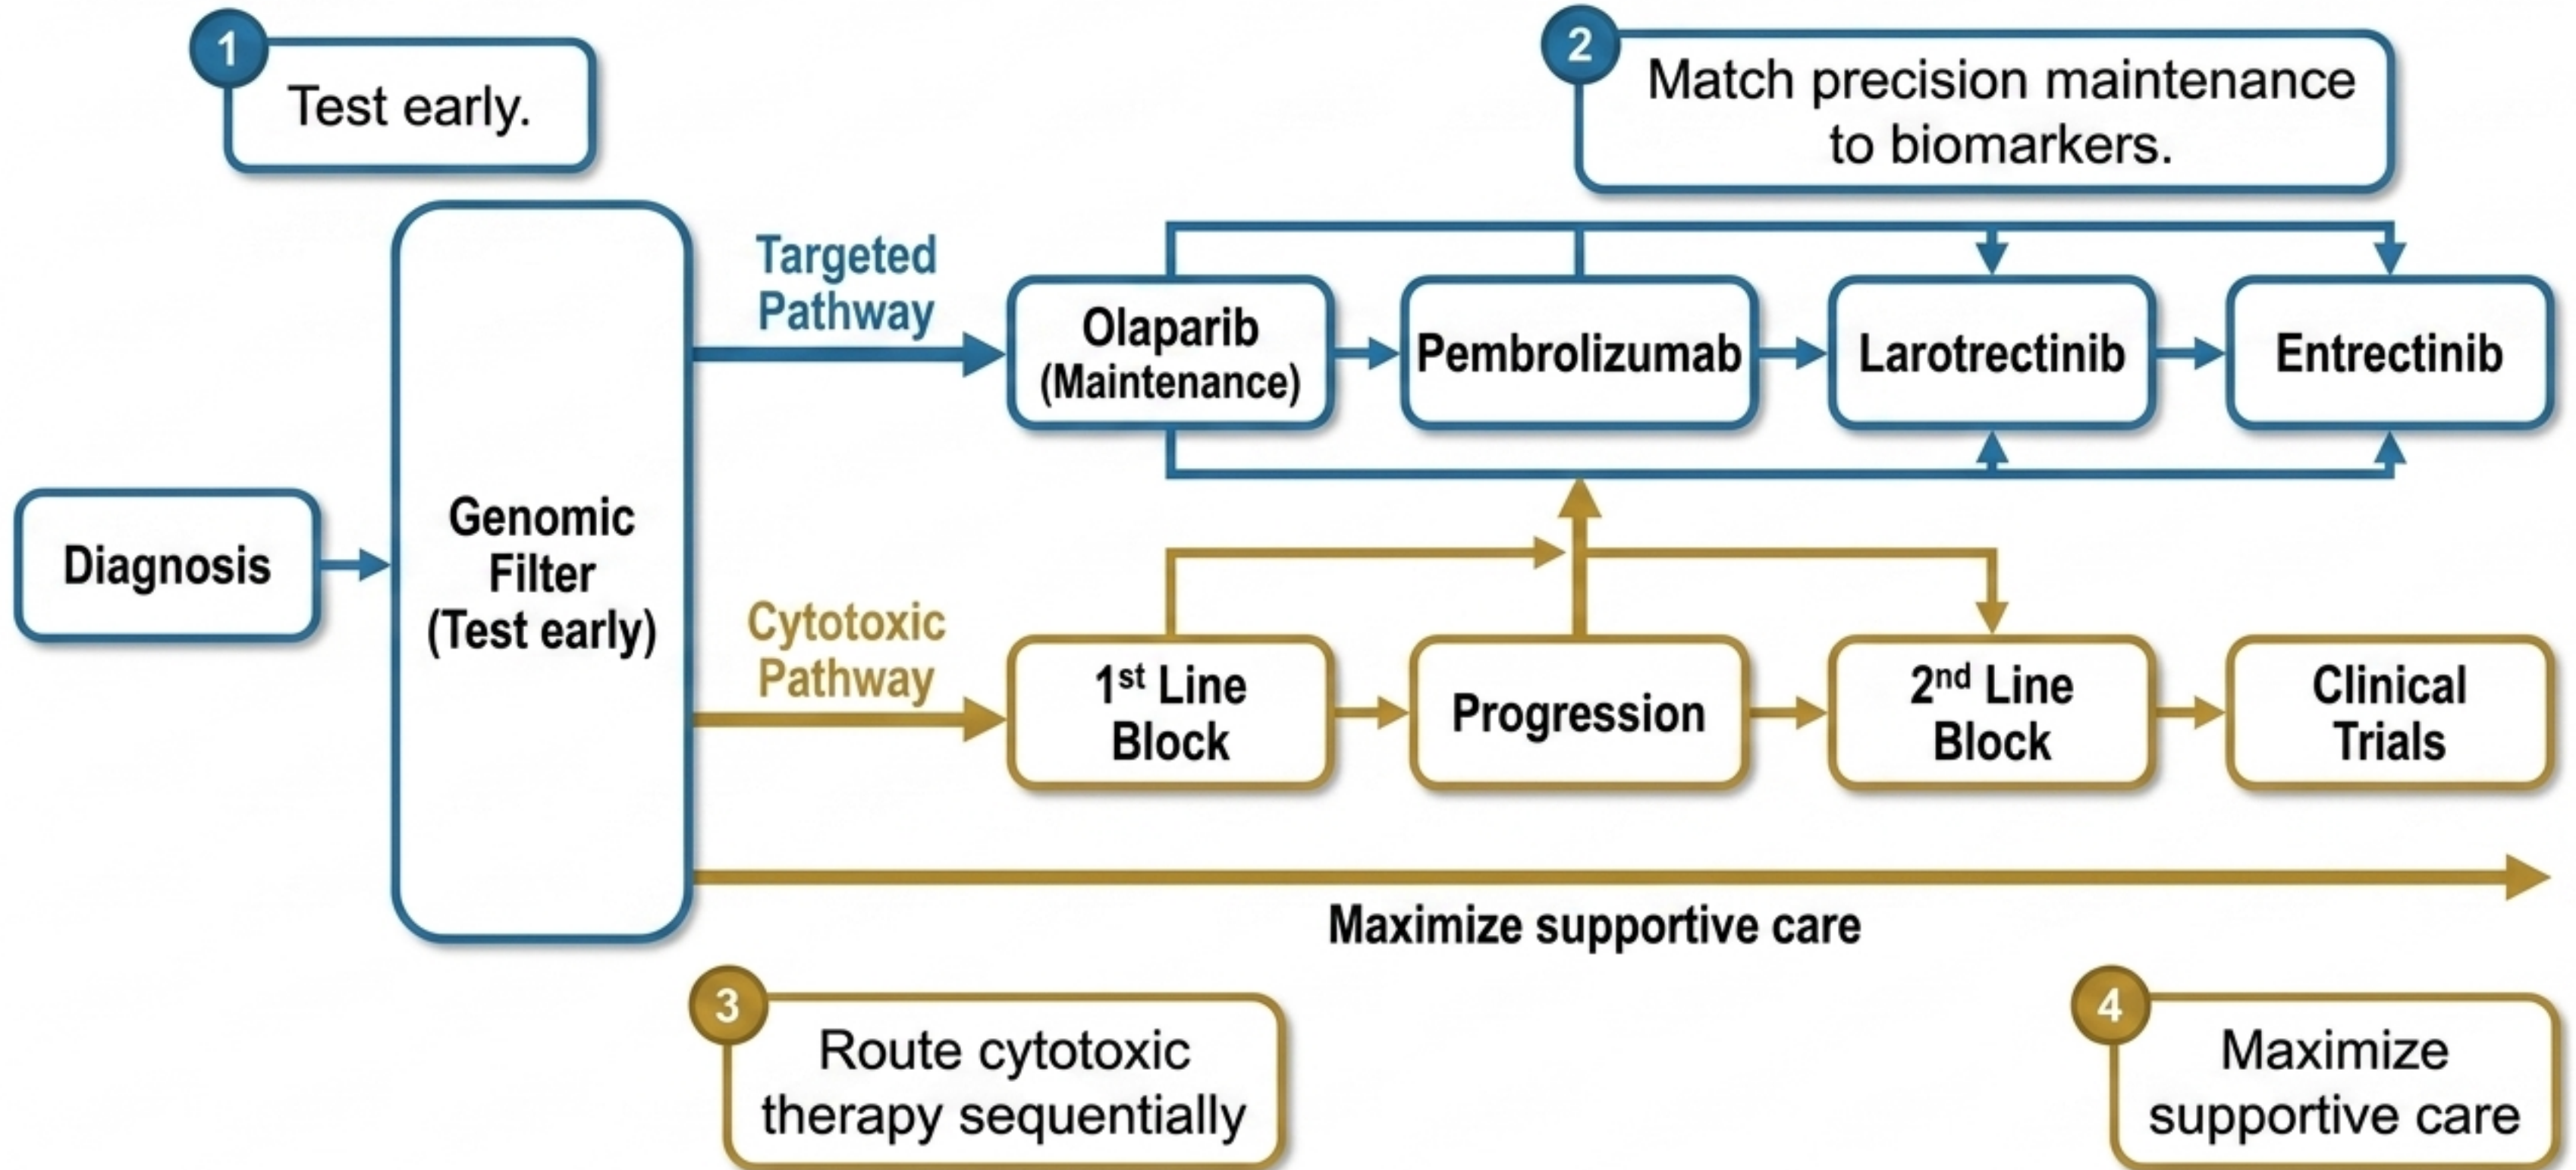 1
Test early.
2
Match precision maintenance
to biomarkers.
Targeted
Pathway
Olaparib
(Maintenance)
Pembrolizumab
Larotrectinib
Entrectinib
Diagnosis
Genomic
Filter
(Test early)
Cytotoxic
Pathway
1st Line
Block
Progression
2nd Line
Block
Clinical
Trials
Maximize supportive care
3
Route cytotoxic
therapy sequentially
4
Maximize
supportive care